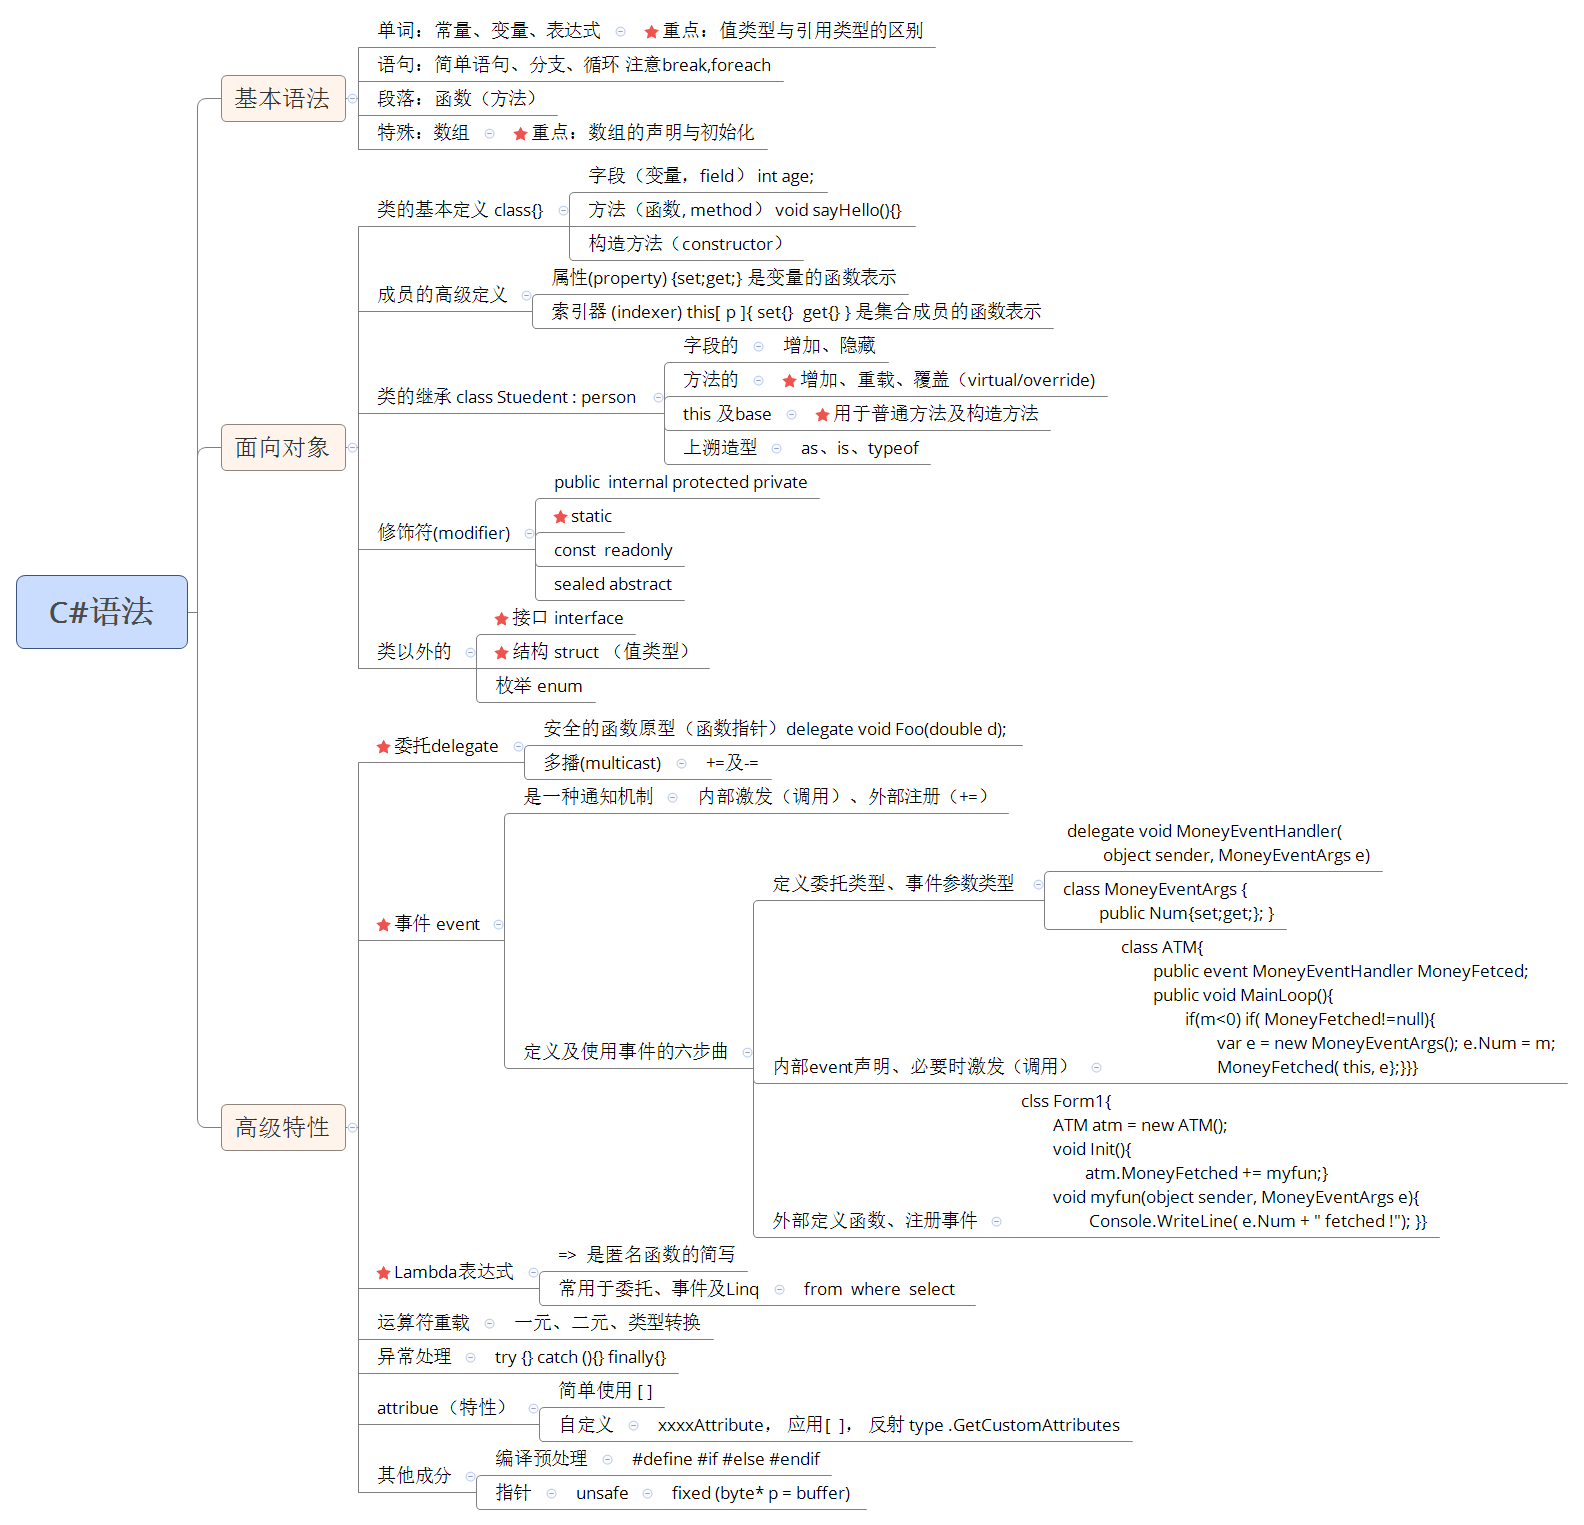 C#语法
基本语法
单词：常量、变量、表达式
重点：值类型与引用类型的区别
语句：简单语句、分支、循环 注意break,foreach
段落：函数（方法）
特殊：数组
重点：数组的声明与初始化
面向对象
类的基本定义 class{}
字段（变量，field） int age;
方法（函数, method） void sayHello(){}
构造方法（constructor）
成员的高级定义
属性(property) {set;get;} 是变量的函数表示
索引器 (indexer) this[ p ]{ set{}  get{} } 是集合成员的函数表示
类的继承 class Stuedent : person
字段的
增加、隐藏
方法的
增加、重载、覆盖（virtual/override)
this 及base
用于普通方法及构造方法
上溯造型
as、is、typeof
修饰符(modifier)
public  internal protected private
static
const  readonly
sealed abstract
类以外的
接口 interface
结构 struct （值类型）
枚举 enum
高级特性
委托delegate
安全的函数原型（函数指针）delegate void Foo(double d);
多播(multicast)
+=及-=
事件 event
是一种通知机制
内部激发（调用）、外部注册（+=）
定义及使用事件的六步曲
定义委托类型、事件参数类型
delegate void MoneyEventHandler(
object sender, MoneyEventArgs e)
class MoneyEventArgs {
public Num{set;get;}; }
内部event声明、必要时激发（调用）
class ATM{
public event MoneyEventHandler MoneyFetced;
public void MainLoop(){
if(m<0) if( MoneyFetched!=null){
var e = new MoneyEventArgs(); e.Num = m;
MoneyFetched( this, e};}}}
外部定义函数、注册事件
clss Form1{
ATM atm = new ATM();
void Init(){
atm.MoneyFetched += myfun;}
void myfun(object sender, MoneyEventArgs e){
Console.WriteLine( e.Num + " fetched !"); }}
Lambda表达式
=>  是匿名函数的简写
常用于委托、事件及Linq
from  where  select
运算符重载
一元、二元、类型转换
异常处理
try {} catch (){} finally{}
attribue（特性）
简单使用 [ ]
自定义
xxxxAttribute， 应用[  ]， 反射 type .GetCustomAttributes
其他成分
编译预处理
#define #if #else #endif
指针
unsafe
fixed (byte* p = buffer)